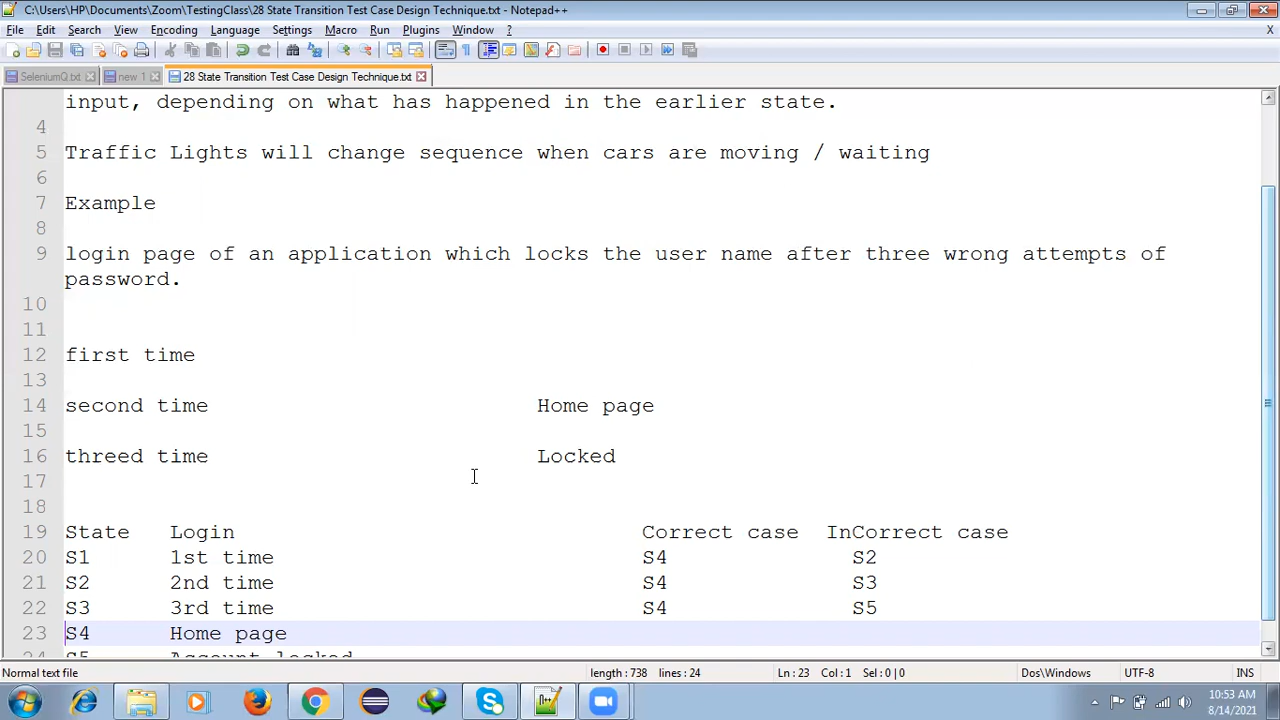 C:\Users\HP\Documents\Zoom\TestingClass\28 State Transition Test Case Design Technique.txt - Notepad++
File Edit Search View Encoding Language Settings Macro Run Plugins Window ? X
SeleniumQ.txt new 1 28 State Transition Test Case Design Technique.txt
input, depending on what has happened in the earlier state.
4
5 Traffic Lights will change sequence when cars are moving / waiting
6
7 Example
8
9 login page of an application which locks the user name after three wrong attempts of
password.
10
11
12 first time
13
14 second time Home page
15
16 threed time Locked
17
18
19 State Login Correct case InCorrect case
20 S1 1st time S4 S2
21 S2 2nd time S4 S3
22 S3 3rd time S4 S5
23 S4 Home page
24 S5 Account locked
Normal text file length : 738 lines : 24 Ln : 23 Col : 1 Sel : 0 | 0 Dos\Windows UTF-8 INS
10:53 AM
8/14/2021